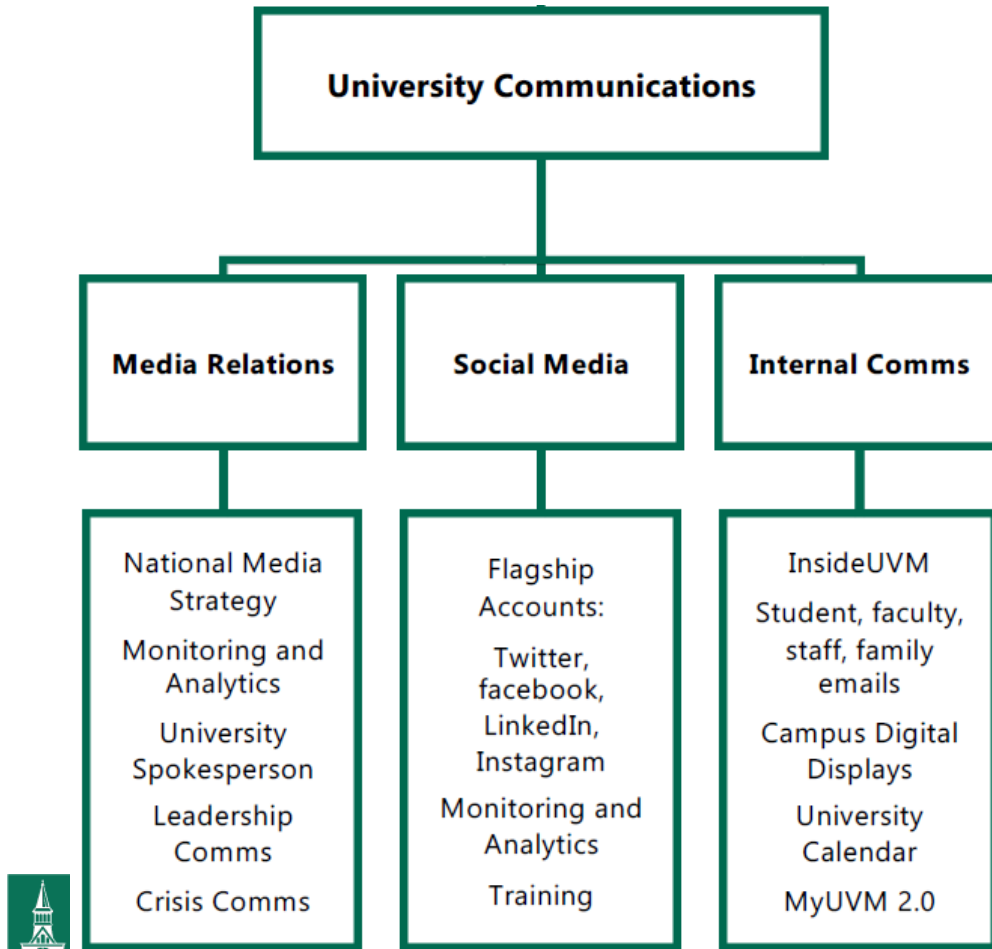 University Communications
Media Relations
Social Media
Internal Comms
National Media
Strategy
Monitoring and
Analytics
University
Spokesperson
Leadership
Comms
Crisis Comms
Flagship
Accounts:
Twitter,
facebook,
LinkedIn,
Instagram
Monitoring and
Analytics
Training
InsideUVM
Student, faculty,
staff, family
emails
Campus Digital
Displays
University
Calendar
MyUVM 2.0